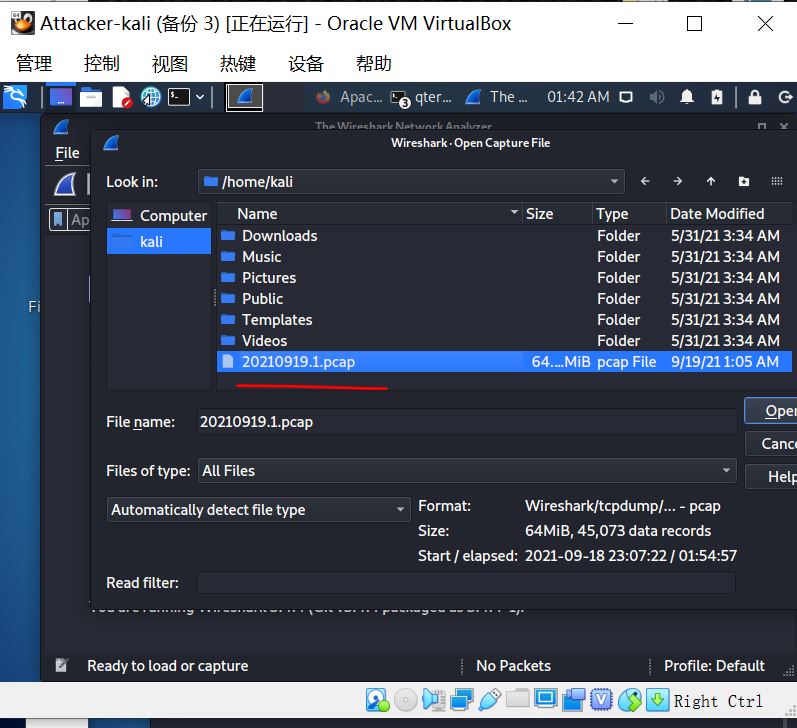 Attacker-kali (备份 3) [正在运行] - Oracle VM VirtualBox
管理 控制 视图 热键 设备 帮助
Apac... 3 qter... The ... 01:42 AM
The Wireshark Network Analyzer
File
Wireshark · Open Capture File
Look in: /home/kali
Ap
Computer
kali
Name Size Type Date Modified
Downloads Folder 5/31/21 3:34 AM
Music Folder 5/31/21 3:34 AM
Pictures Folder 5/31/21 3:34 AM
Public Folder 5/31/21 3:34 AM
Templates Folder 5/31/21 3:34 AM
Videos Folder 5/31/21 3:34 AM
20210919.1.pcap 64....MiB pcap File 9/19/21 1:05 AM
Fi
File name: 20210919.1.pcap
Open
Files of type: All Files
Cance
Help
Automatically detect file type
Format: Wireshark/tcpdump/... - pcap
Size: 64MiB, 45,073 data records
Start / elapsed: 2021-09-18 23:07:22 / 01:54:57
Read filter:
Ready to load or capture No Packets Profile: Default
Right Ctrl